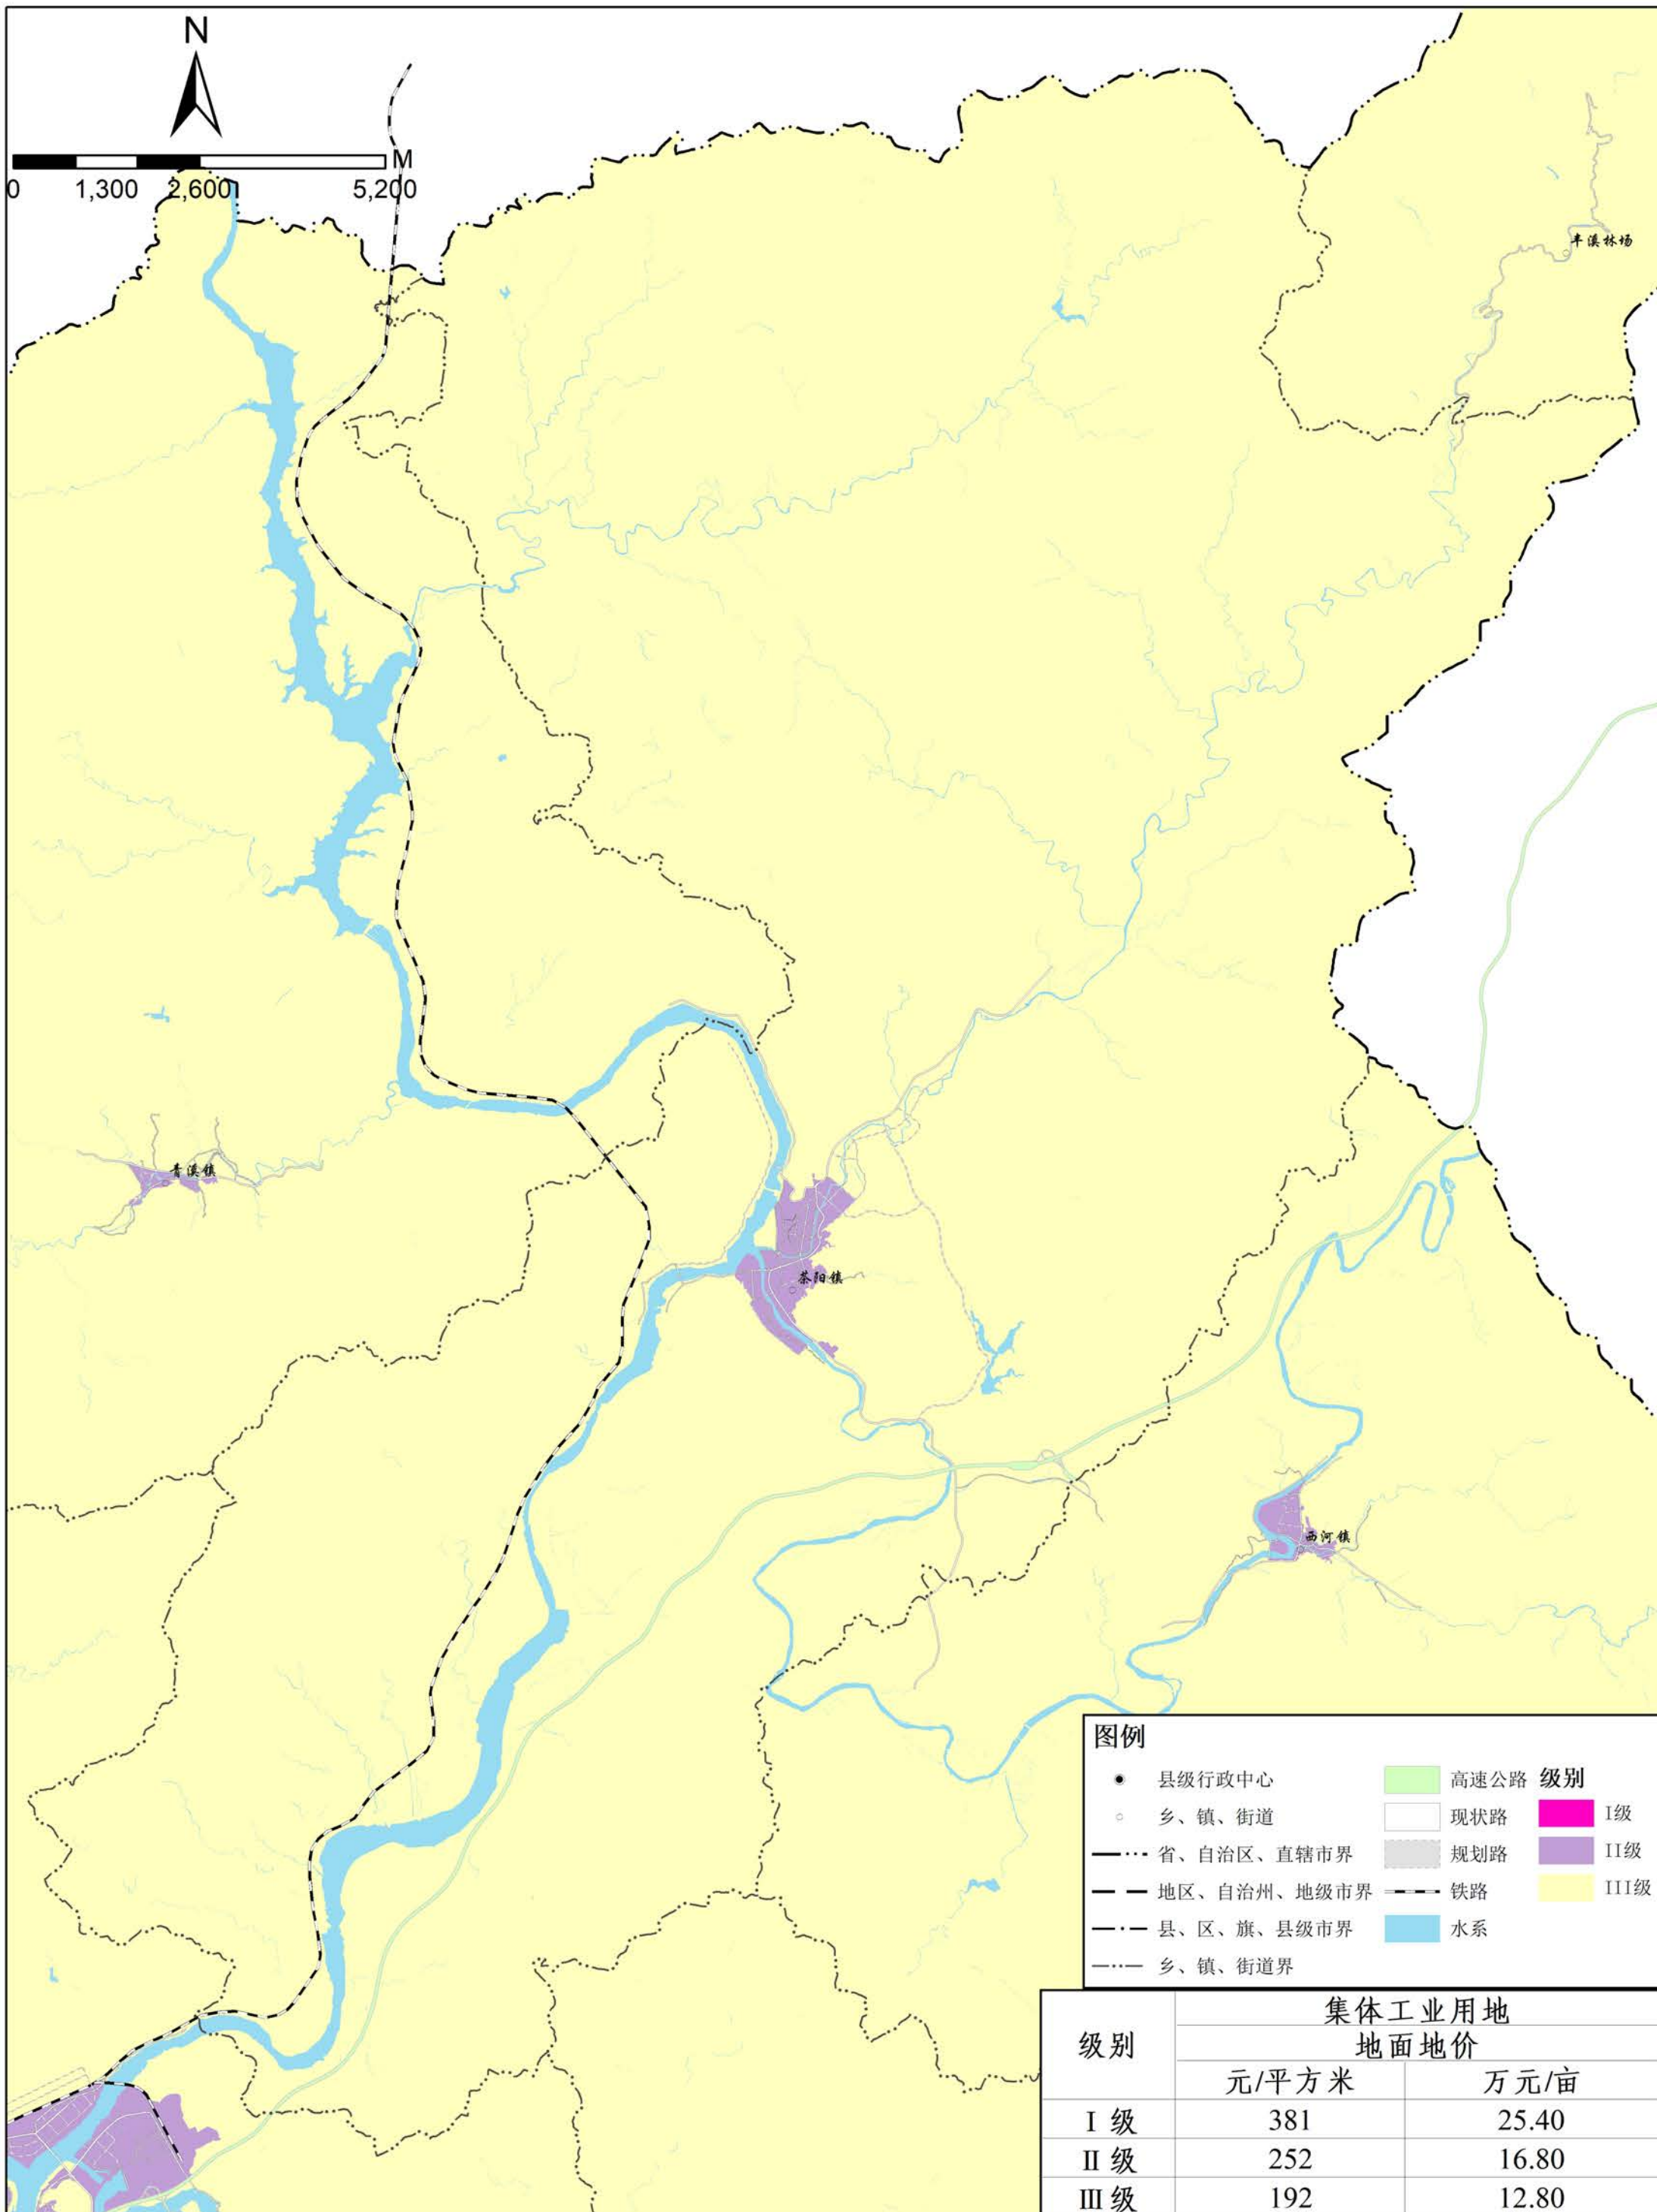 N
M
0 1,300 2,600 5,200
丰溪林场
青溪镇
茶阳镇
西河镇
图例
县级行政中心 高速公路 级别
乡、镇、街道 现状路 I级
省、自治区、直辖市界 规划路 II级
地区、自治州、地级市界 铁路 III级
县、区、旗、县级市界 水系
乡、镇、街道界
集体工业用地
级别 地面地价
元/平方米 万元/亩
I 级 381 25.40
II 级 252 16.80
III 级 192 12.80